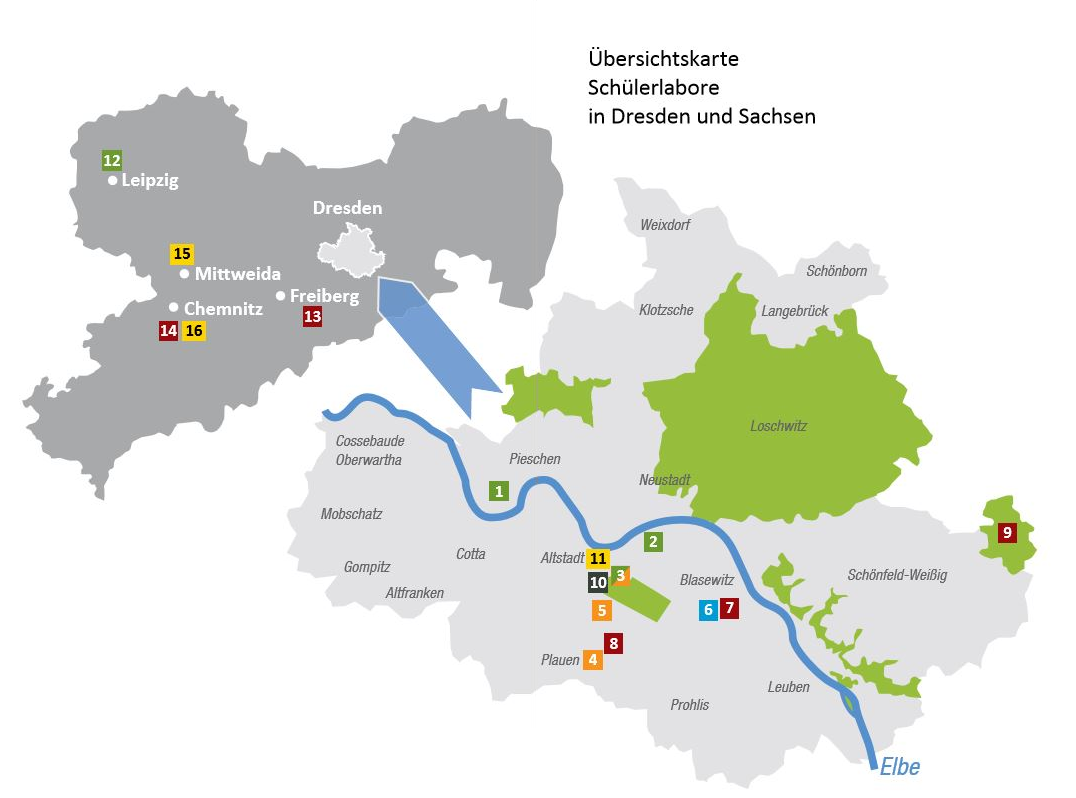 Übersichtskarte
Schülerlabore
in Dresden und Sachsen
12
Leipzig
Dresden
15
Mittweida
Freiberg
13
Chemnitz
14 16
Weixdorf
Schönborn
Klotzsche
Langebrück
Loschwitz
Cossebaude
Oberwartha
Pieschen
Neustadt
1
Mobschatz
9
2
Cotta
Altstadt
11
Gompitz
10
3
Blasewitz
Schönfeld-Weißig
Altfranken
5
6 7
8
Plauen
4
Leuben
Prohlis
Elbe